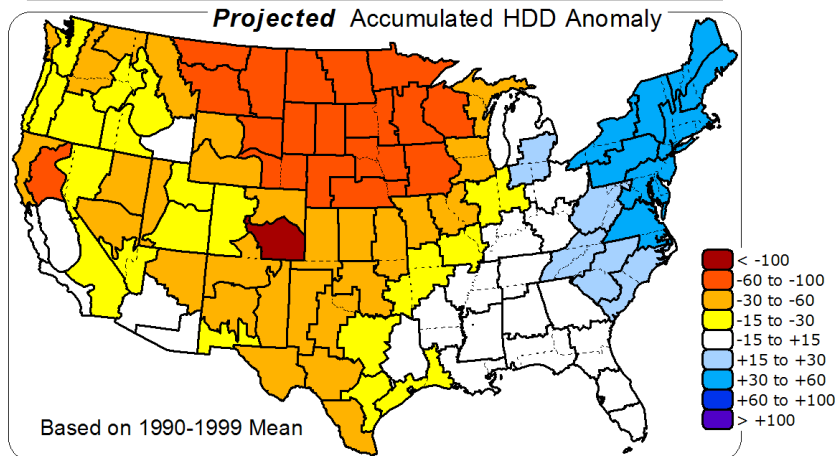 Projected Accumulated HDD Anomaly
< -100
-60 to -100
-30 to -60
-15 to -30
-15 to +15
+15 to +30
+30 to +60
+60 to +100
> +100
Based on 1990-1999 Mean